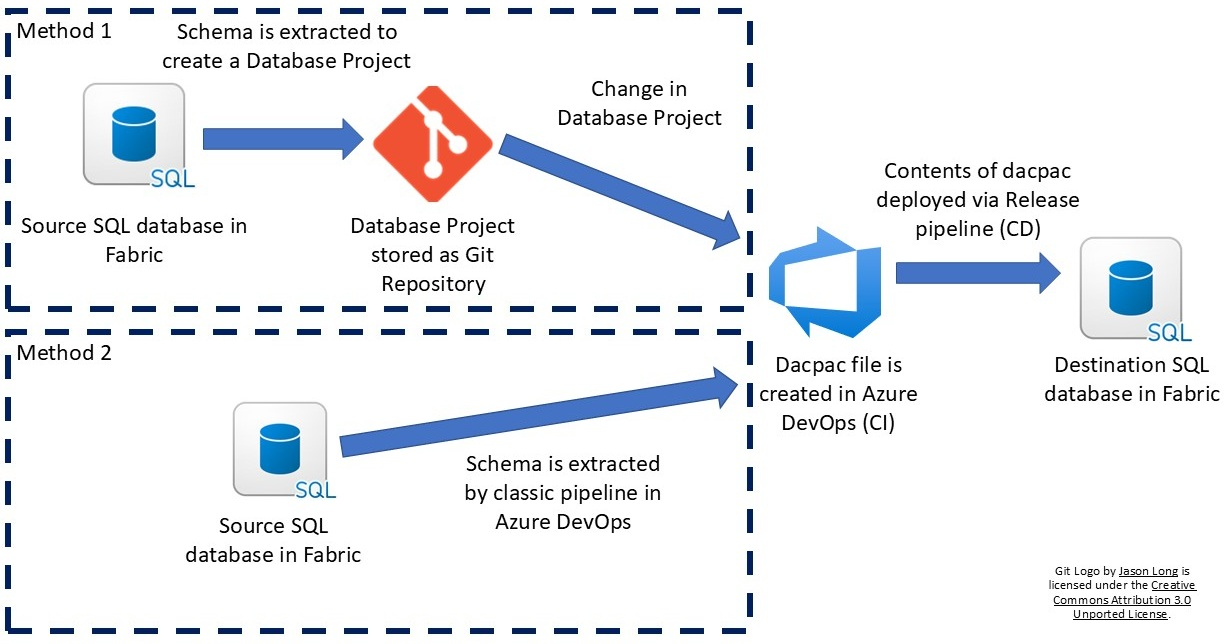 Method 1
Schema is extracted to
create a Database Project
SQL
Source SQL database in
Fabric
Database Project
stored as Git
Repository
Change in
Database Project
Method 2
SQL
Source SQL
database in Fabric
Schema is extracted
by classic pipeline in
Azure DevOps
Dacpac file is
created in Azure
DevOps (CI)
Contents of dacpac
deployed via Release
pipeline (CD)
SQL
Destination SQL
database in Fabric
Git Logo by Jason Long is
licensed under the Creative
Commons Attribution 3.0
Unported License.